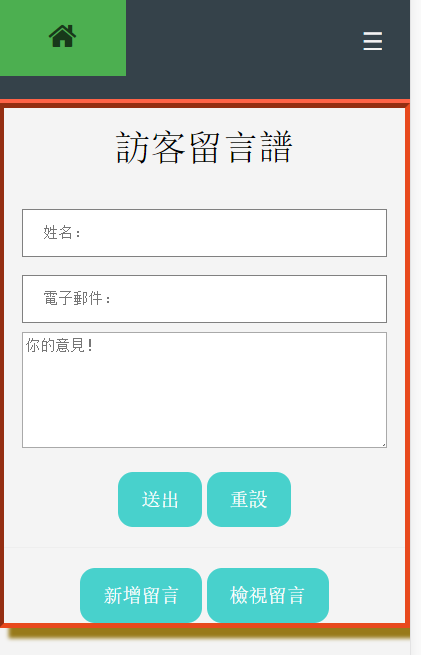 訪客留言譜
姓名：
電子郵件：
你的意見!
送出 重設
新增留言 檢視留言